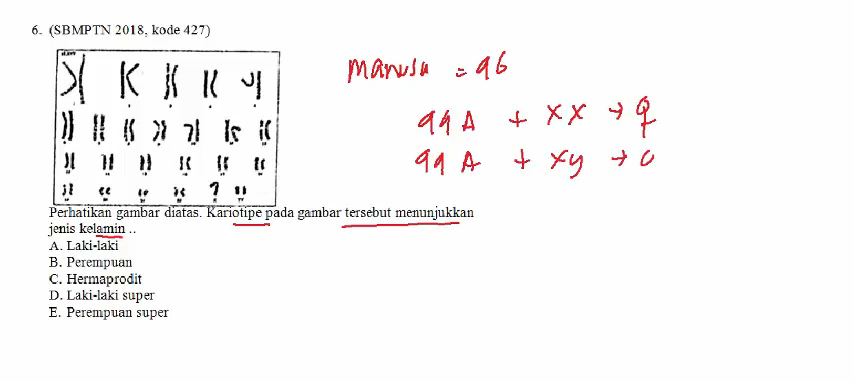 6. (SBMPTN 2018, kode 427)
manusia = 46
44 A + XX → ♀
44 A + XY → ♂
?
Perhatikan gambar diatas. Kariotipe pada gambar tersebut menunjukkan
jenis kelamin ..
A. Laki-laki
B. Perempuan
C. Hermaprodit
D. Laki-laki super
E. Perempuan super